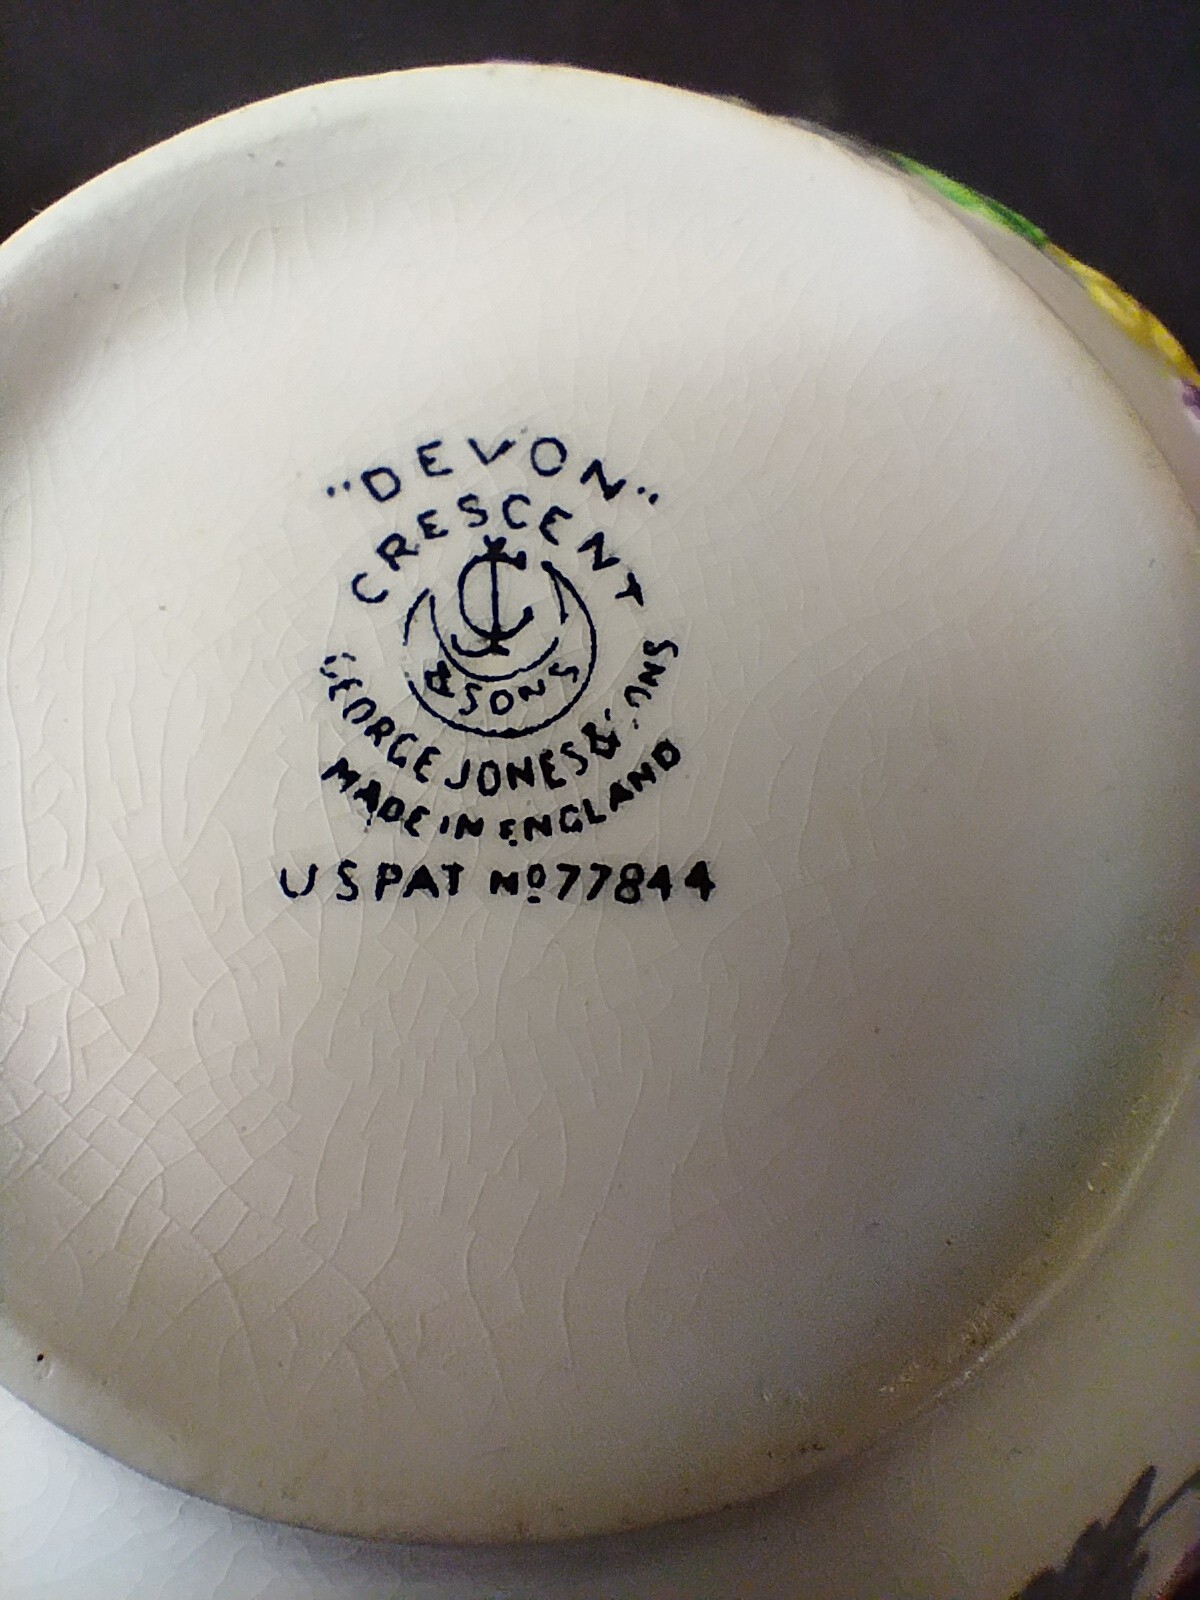 "DEVON"
CRESCENT
& SONS
GEORGE JONES & SONS
MADE IN ENGLAND
US PAT Nº 77844